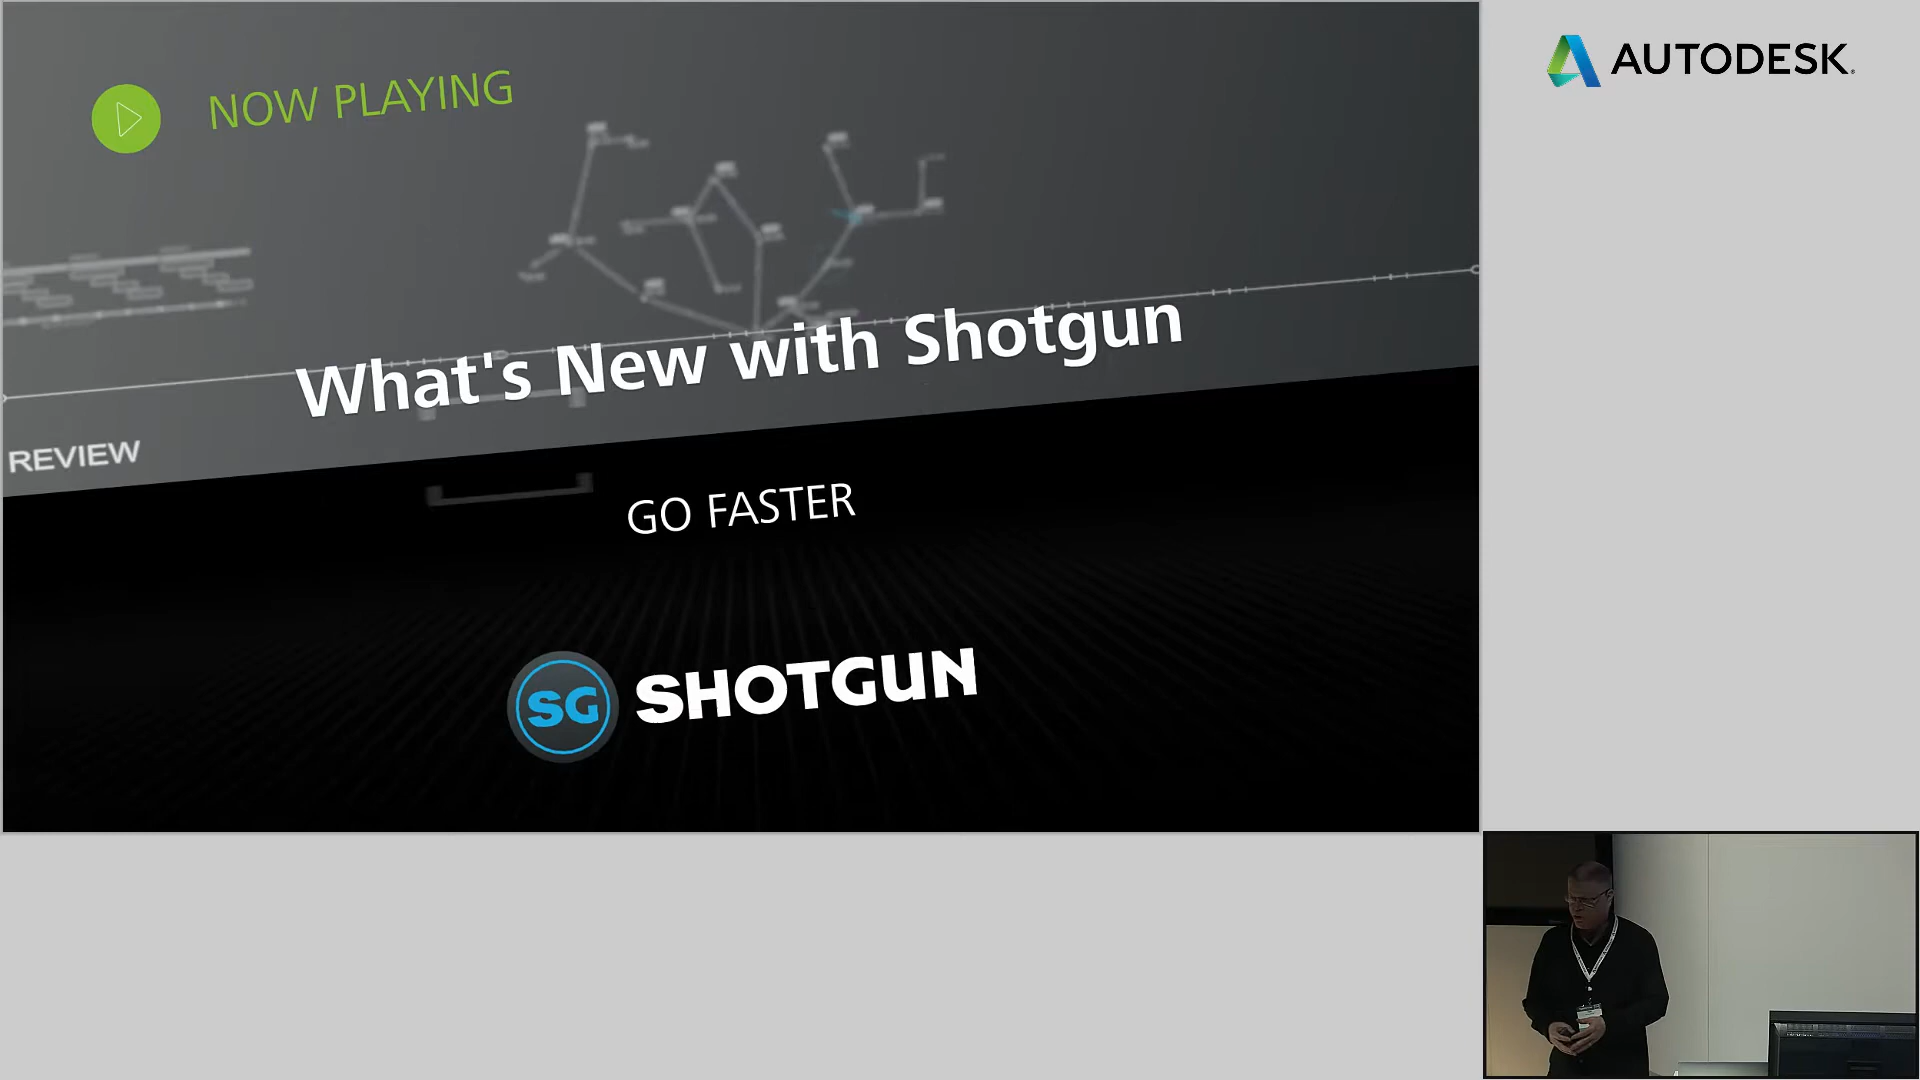 NOW PLAYING
AUTODESK.
What's New with Shotgun
REVIEW
GO FASTER
SG SHOTGUN